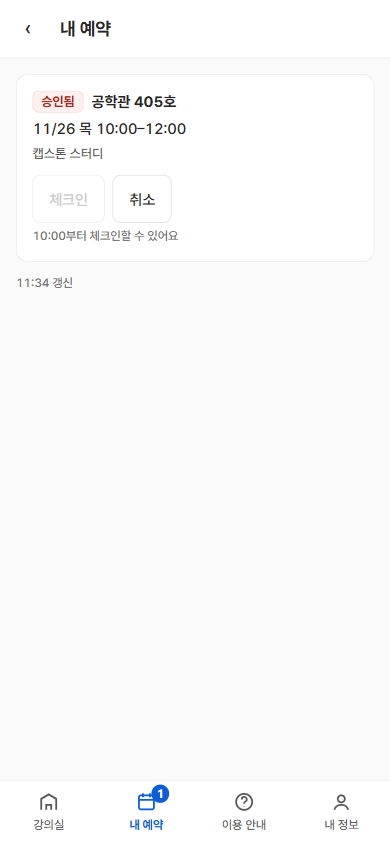 ‹ 내 예약
승인됨 공학관 405호
11/26 목 10:00–12:00
캡스톤 스터디
체크인 취소
10:00부터 체크인할 수 있어요
11:34 갱신
1
강의실 내 예약 이용 안내 내 정보